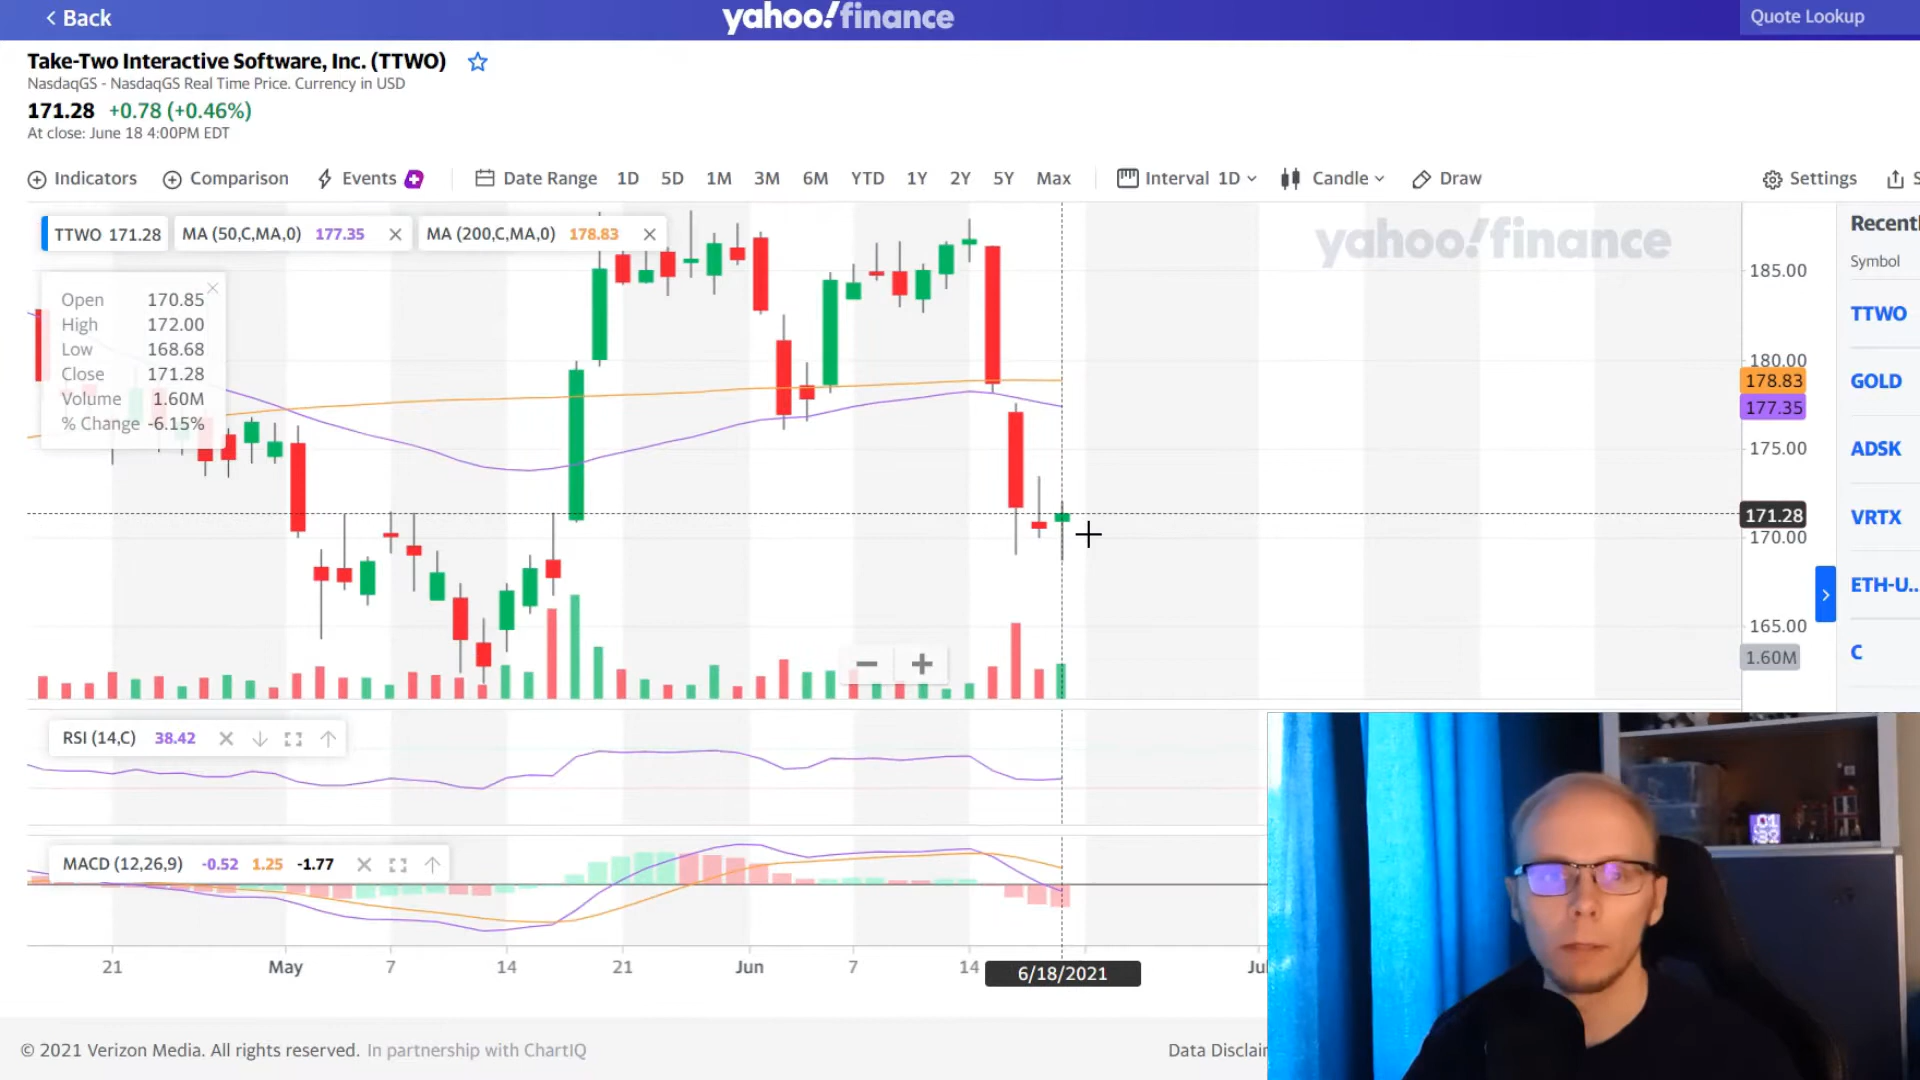 Back
yahoo!finance
Quote Lookup
Take-Two Interactive Software, Inc. (TTWO)
NasdaqGS - NasdaqGS Real Time Price. Currency in USD
171.28 +0.78 (+0.46%)
At close: June 18 4:00PM EDT
Indicators Comparison Events Date Range 1D 5D 1M 3M 6M YTD 1Y 2Y 5Y Max Interval 1D Candle Draw Settings S
TTWO 171.28 MA (50,C,MA,0) 177.35 MA (200,C,MA,0) 178.83
yahoo!finance
Open 170.85
High 172.00
Low 168.68
Close 171.28
Volume 1.60M
% Change -6.15%
185.00
180.00
178.83
177.35
175.00
171.28
170.00
165.00
1.60M
Recentl
Symbol
TTWO
GOLD
ADSK
VRTX
ETH-U...
C
RSI (14,C) 38.42
MACD (12,26,9) -0.52 1.25 -1.77
21 May 7 14 21 Jun 7 14 6/18/2021 Jul
© 2021 Verizon Media. All rights reserved. In partnership with ChartIQ
Data Disclaim